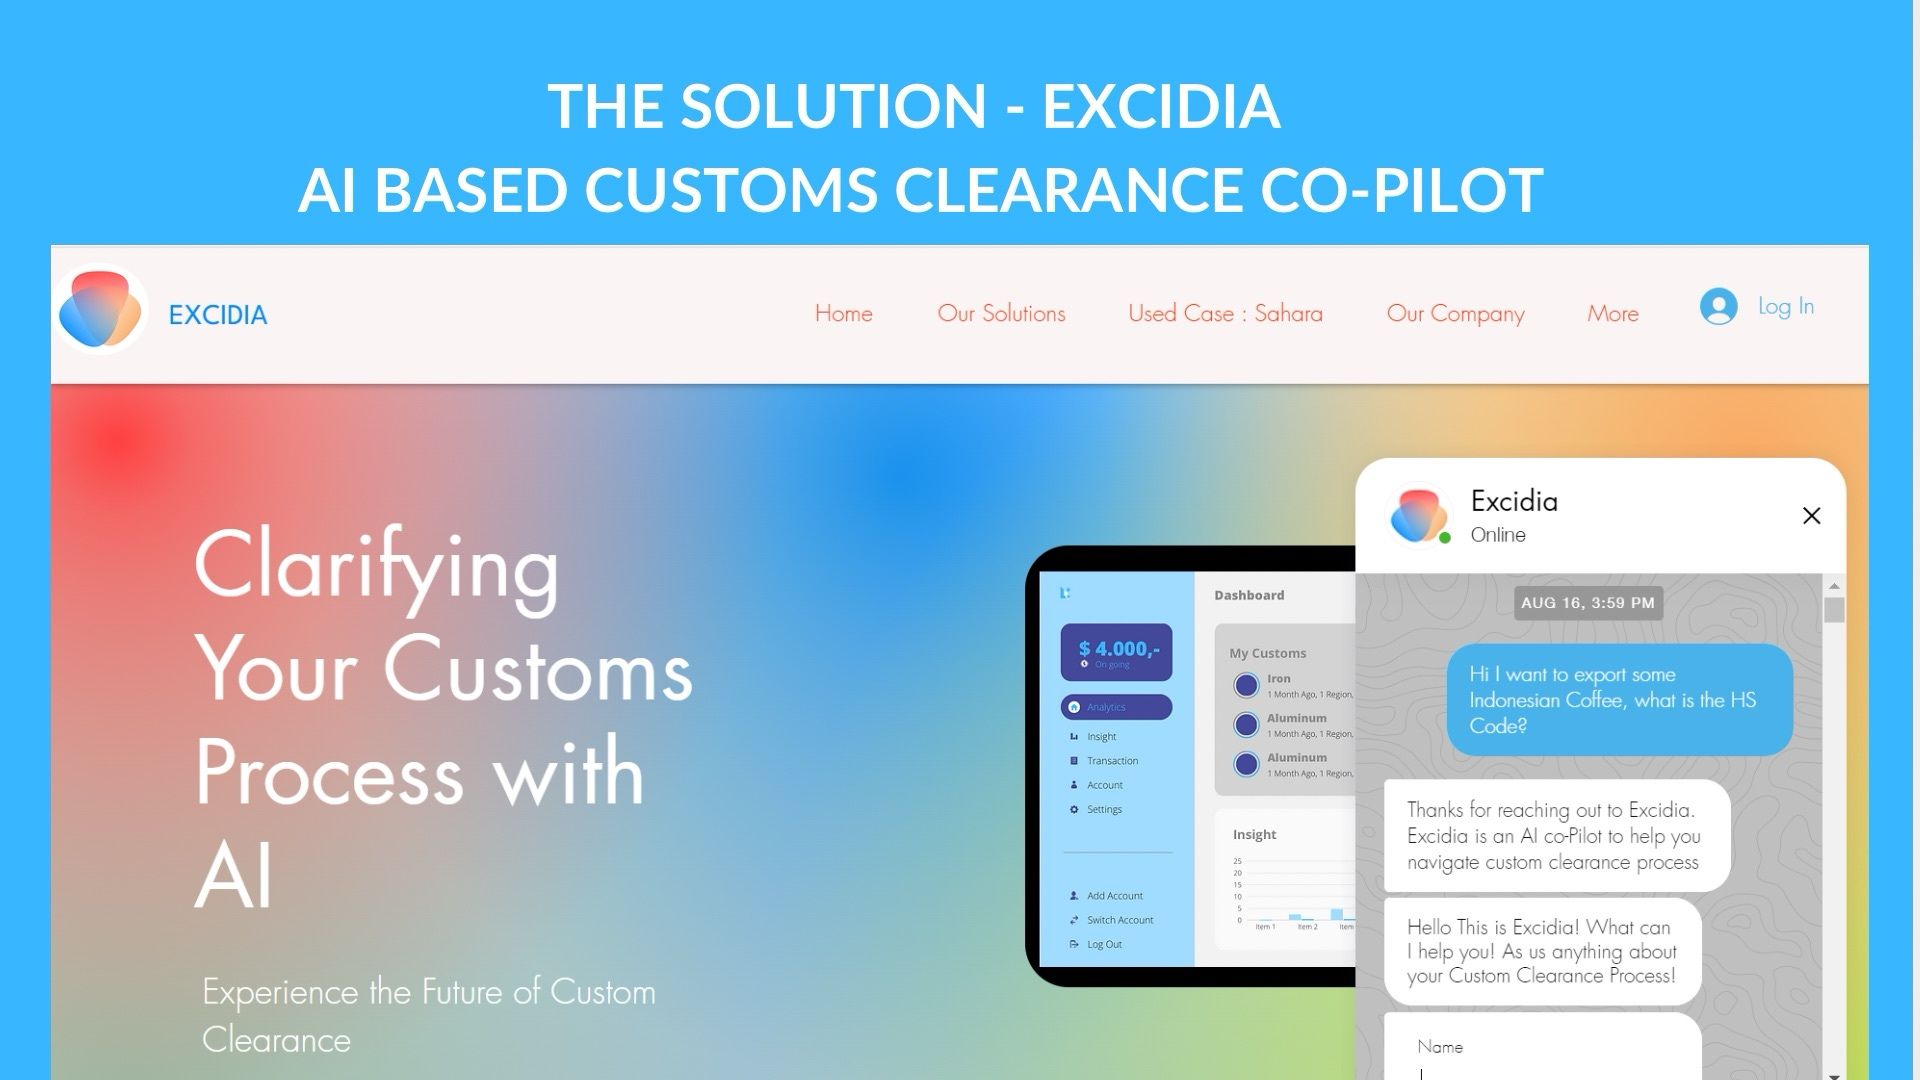 THE SOLUTION - EXCIDIA
AI BASED CUSTOMS CLEARANCE CO-PILOT
EXCIDIA
Home
Our Solutions
Used Case : Sahara
Our Company
More
Log In
Clarifying
Your Customs
Process with
AI
Experience the Future of Custom
Clearance
$ 4.000,-
On going
Analytics
Insight
Transaction
Account
Settings
Add Account
Switch Account
Log Out
Dashboard
My Customs
Iron
1 Month Ago, 1 Region,
Aluminum
1 Month Ago, 1 Region,
Aluminum
1 Month Ago, 1 Region,
Insight
25
20
15
10
5
0
Item 1
Item 2
Item
Excidia
Online
AUG 16, 3:59 PM
Hi I want to export some
Indonesian Coffee, what is the HS
Code?
Thanks for reaching out to Excidia.
Excidia is an AI co-Pilot to help you
navigate custom clearance process
Hello This is Excidia! What can
I help you! As us anything about
your Custom Clearance Process!
Name